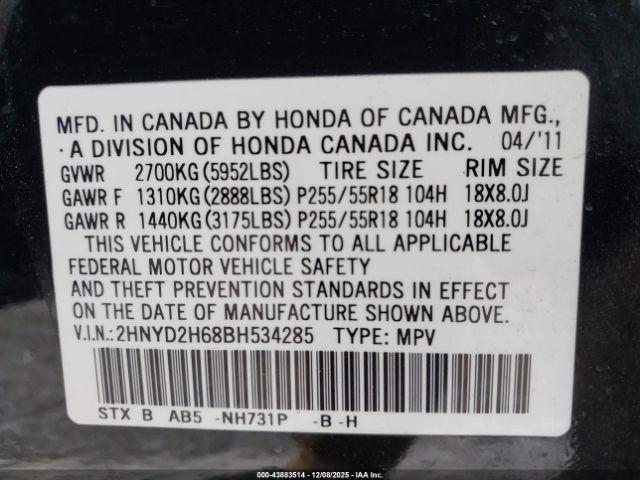 MFD. IN CANADA BY HONDA OF CANADA MFG.,
A DIVISION OF HONDA CANADA INC. 04/'11
GVWR 2700KG(5952LBS) TIRE SIZE RIM SIZE
GAWR F 1310KG(2888LBS) P255/55R18 104H 18X8.0J
GAWR R 1440KG(3175LBS) P255/55R18 104H 18X8.0J
THIS VEHICLE CONFORMS TO ALL APPLICABLE
FEDERAL MOTOR VEHICLE SAFETY
AND THEFT PREVENTION STANDARDS IN EFFECT
ON THE DATE OF MANUFACTURE SHOWN ABOVE.
V.I.N.:2HNYD2H68BH534285 TYPE: MPV
STX B AB5 -NH731P -B -H
000-43883514 | 12/08/2025 | IAA Inc.